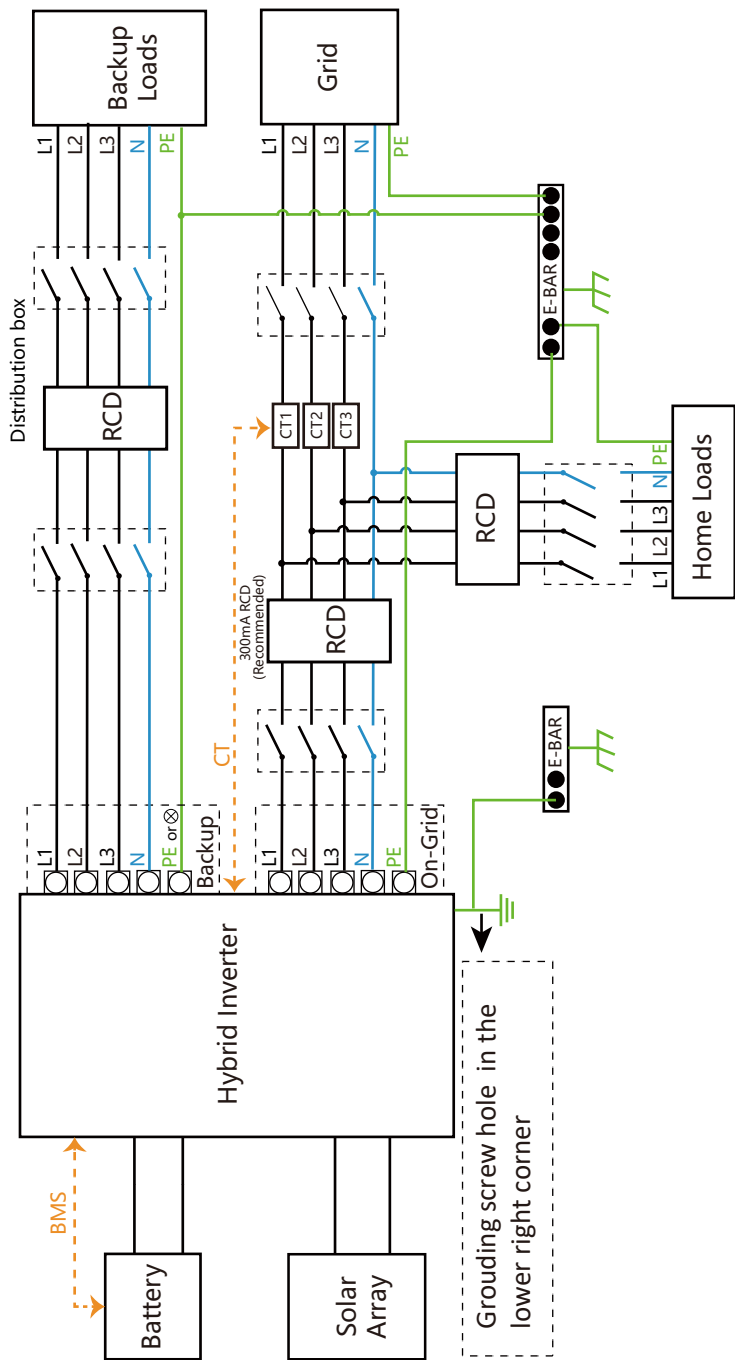 Backup
Loads
L1
L2
L3
N
PE
Grid
L1
L2
L3
N
PE
Distribution box
RCD
CT1
CT2
CT3
E-BAR
300mA RCD
(Recommended)
RCD
RCD
L1
L2
L3
N
PE
Home Loads
CT
L1
L2
L3
N
PE or
Backup
L1
L2
L3
N
PE
On-Grid
E-BAR
Hybrid Inverter
BMS
Battery
Solar
Array
Grouding screw hole in the
lower right corner